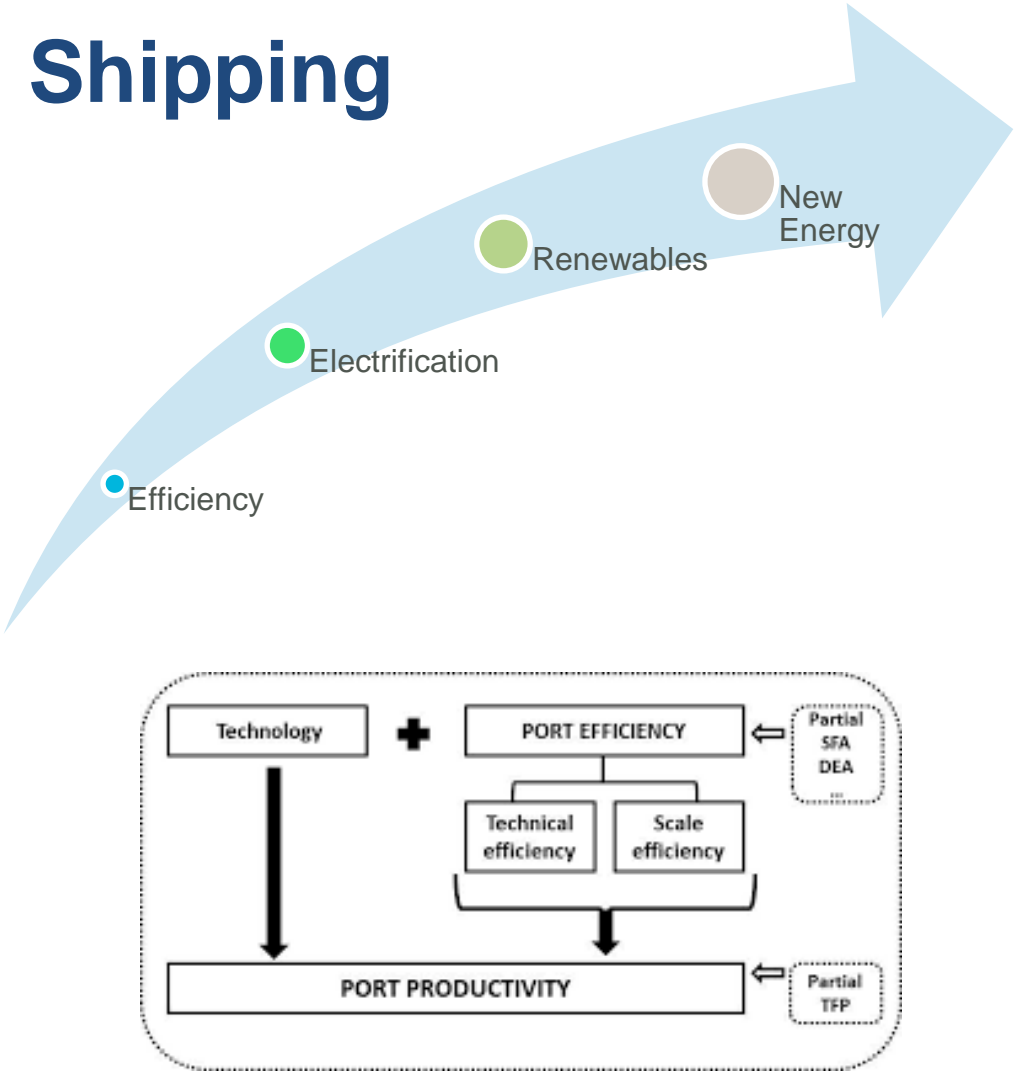 Shipping
New
Energy
Renewables
Electrification
Efficiency
Technology
PORT EFFICIENCY
Partial
SFA
DEA
...
Technical
efficiency
Scale
efficiency
PORT PRODUCTIVITY
Partial
TFP